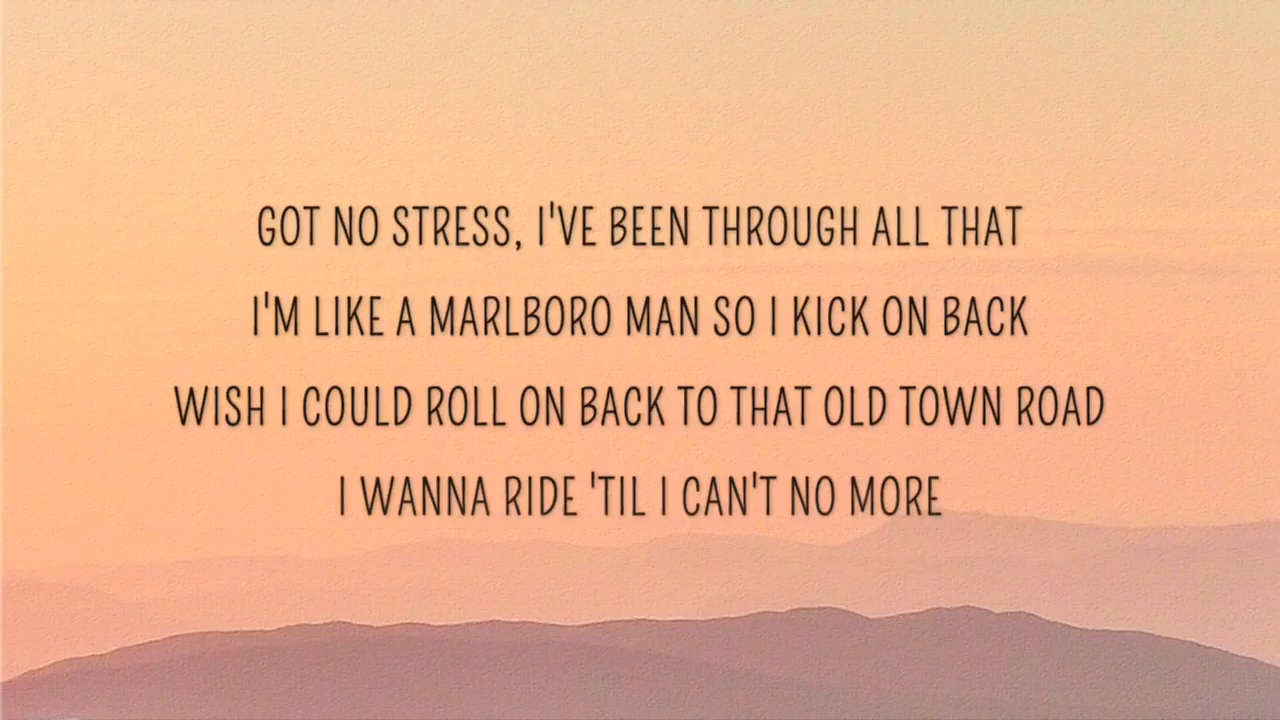 GOT NO STRESS, I'VE BEEN THROUGH ALL THAT
I'M LIKE A MARLBORO MAN SO I KICK ON BACK
WISH I COULD ROLL ON BACK TO THAT OLD TOWN ROAD
I WANNA RIDE 'TIL I CAN'T NO MORE